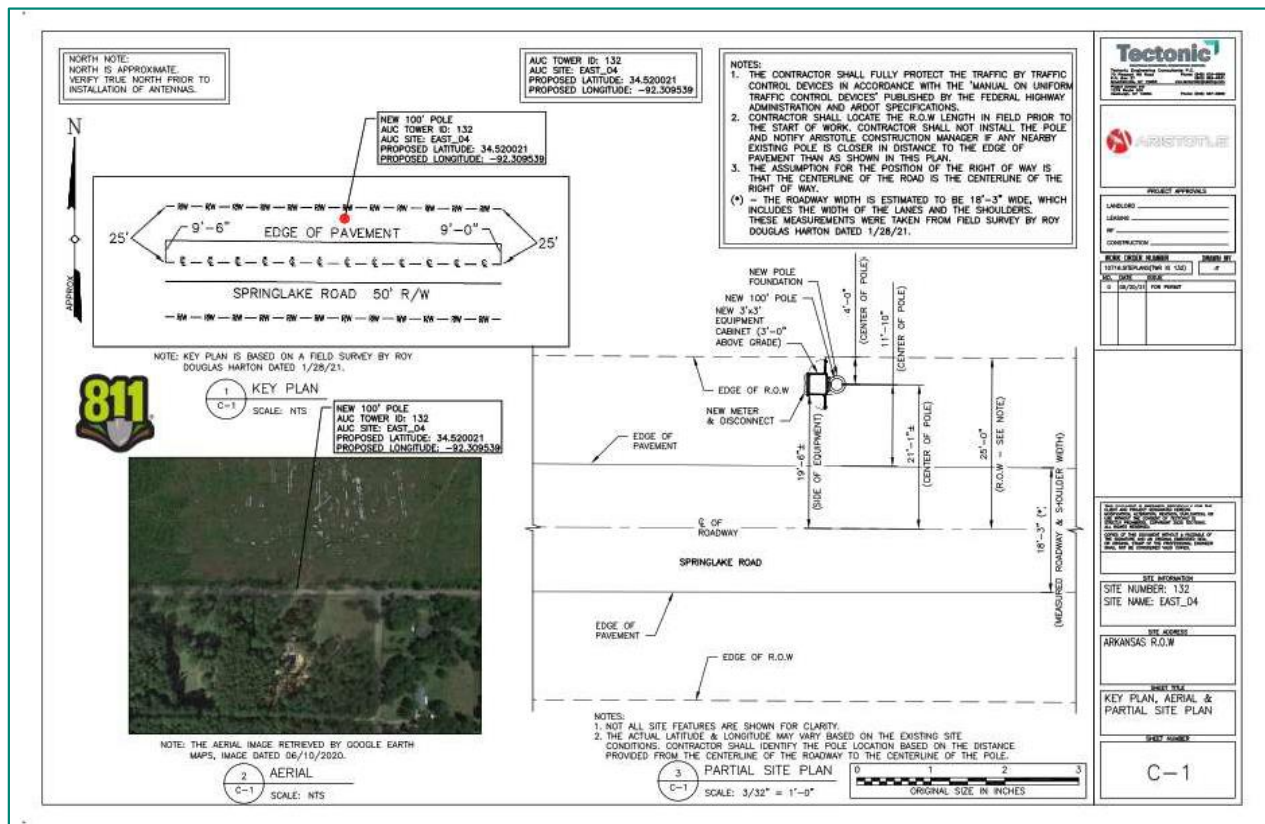 NORTH NOTE:
NORTH IS APPROXIMATE.
VERIFY TRUE NORTH PRIOR TO
INSTALLATION OF ANTENNAS.
AUC TOWER ID: 132
AUC SITE: EAST_04
PROPOSED LATITUDE: 34.520021
PROPOSED LONGITUDE: -92.309539
N
APPROX
NEW 100' POLE
AUC TOWER ID: 132
AUC SITE: EAST_04
PROPOSED LATITUDE: 34.520021
PROPOSED LONGITUDE: -92.309539
25'
9'-6"
EDGE OF PAVEMENT
9'-0"
25'
SPRINGLAKE ROAD 50' R/W
NOTE: KEY PLAN IS BASED ON A FIELD SURVEY BY ROY
DOUGLAS HARTON DATED 1/28/21.
1
C-1
KEY PLAN
SCALE: NTS
811
NEW 100' POLE
AUC TOWER ID: 132
AUC SITE: EAST_04
PROPOSED LATITUDE: 34.520021
PROPOSED LONGITUDE: -92.309539
NOTE: THE AERIAL IMAGE RETRIEVED BY GOOGLE EARTH
MAPS, IMAGE DATED 06/10/2020.
2
C-1
AERIAL
SCALE: NTS
NOTES:
1. THE CONTRACTOR SHALL FULLY PROTECT THE TRAFFIC BY TRAFFIC
CONTROL DEVICES IN ACCORDANCE WITH THE "MANUAL ON UNIFORM
TRAFFIC CONTROL DEVICES" PUBLISHED BY THE FEDERAL HIGHWAY
ADMINISTRATION AND ARDOT SPECIFICATIONS.
2. CONTRACTOR SHALL LOCATE THE R.O.W LENGTH IN FIELD PRIOR TO
THE START OF WORK. CONTRACTOR SHALL NOT INSTALL THE POLE
AND NOTIFY ARISTOTLE CONSTRUCTION MANAGER IF ANY NEARBY
EXISTING POLE IS CLOSER IN DISTANCE TO THE EDGE OF
PAVEMENT THAN AS SHOWN IN THIS PLAN.
3. THE ASSUMPTION FOR THE POSITION OF THE RIGHT OF WAY IS
THAT THE CENTERLINE OF THE ROAD IS THE CENTERLINE OF THE
RIGHT OF WAY.
(*) - THE ROADWAY WIDTH IS ESTIMATED TO BE 18'-3" WIDE, WHICH
INCLUDES THE WIDTH OF THE LANES AND THE SHOULDERS.
THESE MEASUREMENTS WERE TAKEN FROM FIELD SURVEY BY ROY
DOUGLAS HARTON DATED 1/28/21.
NEW POLE
FOUNDATION
NEW 100' POLE
NEW 3'x3'
EQUIPMENT
CABINET (3'-0"
ABOVE GRADE)
4'-0"
(CENTER OF POLE)
11'-10"
(CENTER OF POLE)
EDGE OF R.O.W
NEW METER
& DISCONNECT
EDGE OF
PAVEMENT
19'-6"±
(SIDE OF EQUIPMENT)
21'-1"±
(CENTER OF POLE)
25'-0"
(R.O.W - SEE NOTE)
18'-3" (*)
(MEASURED ROADWAY & SHOULDER WIDTH)
℄ OF
ROADWAY
SPRINGLAKE ROAD
EDGE OF
PAVEMENT
EDGE OF R.O.W
NOTES:
1. NOT ALL SITE FEATURES ARE SHOWN FOR CLARITY.
2. THE ACTUAL LATITUDE & LONGITUDE MAY VARY BASED ON THE EXISTING SITE
CONDITIONS. CONTRACTOR SHALL IDENTIFY THE POLE LOCATION BASED ON THE DISTANCE
PROVIDED FROM THE CENTERLINE OF THE ROADWAY TO THE CENTERLINE OF THE POLE.
3
C-1
PARTIAL SITE PLAN
SCALE: 3/32" = 1'-0"
0 1 2 3
ORIGINAL SIZE IN INCHES
Tectonic
ARISTOTLE
PROJECT APPROVALS
LANDLORD
LEASING
RF
CONSTRUCTION
WORK ORDER NUMBER
DRAWN BY
NO. DATE ISSUE
FOR PERMIT
SITE INFORMATION
SITE NUMBER: 132
SITE NAME: EAST_04
SITE ADDRESS
ARKANSAS R.O.W
SHEET TITLE
KEY PLAN, AERIAL &
PARTIAL SITE PLAN
SHEET NUMBER
C-1